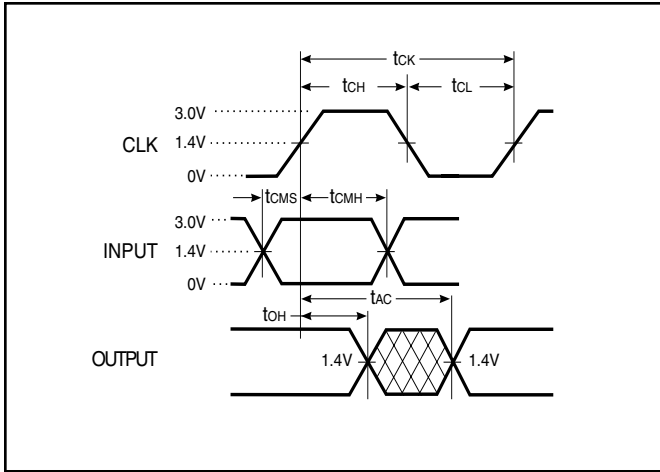 tCK
tCH tCL
3.0V
CLK 1.4V
0V
tCMS tCMH
3.0V
INPUT 1.4V
0V
tAC
tOH
OUTPUT 1.4V 1.4V